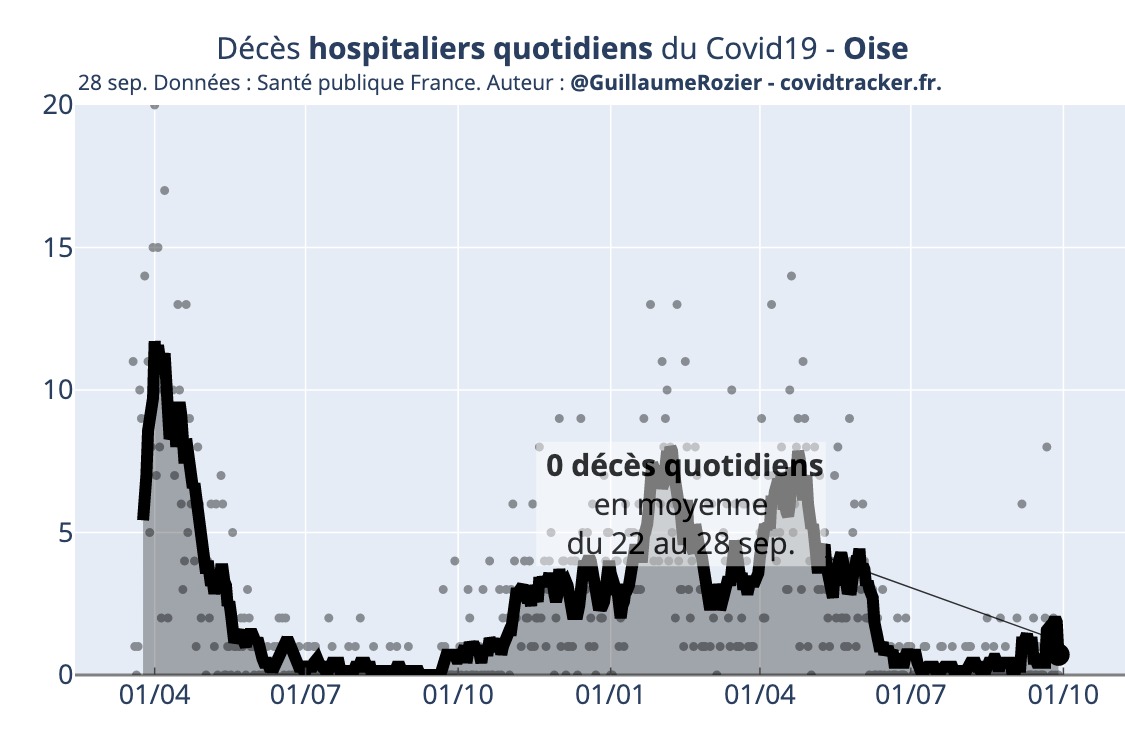 Décès hospitaliers quotidiens du Covid19 - Oise
28 sep. Données : Santé publique France. Auteur : @GuillaumeRozier - covidtracker.fr.
20
15
10
5
0
0 décès quotidiens
en moyenne
du 22 au 28 sep.
01/04 01/07 01/10 01/01 01/04 01/07 01/10